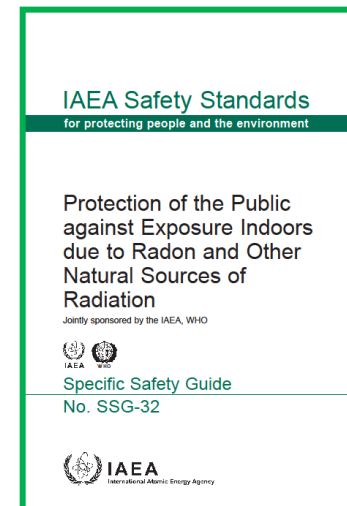 IAEA Safety Standards
for protecting people and the environment
Protection of the Public
against Exposure Indoors
due to Radon and Other
Natural Sources of
Radiation
Jointly sponsored by the IAEA, WHO
IAEA WHO
Specific Safety Guide
No. SSG-32
IAEA
International Atomic Energy Agency